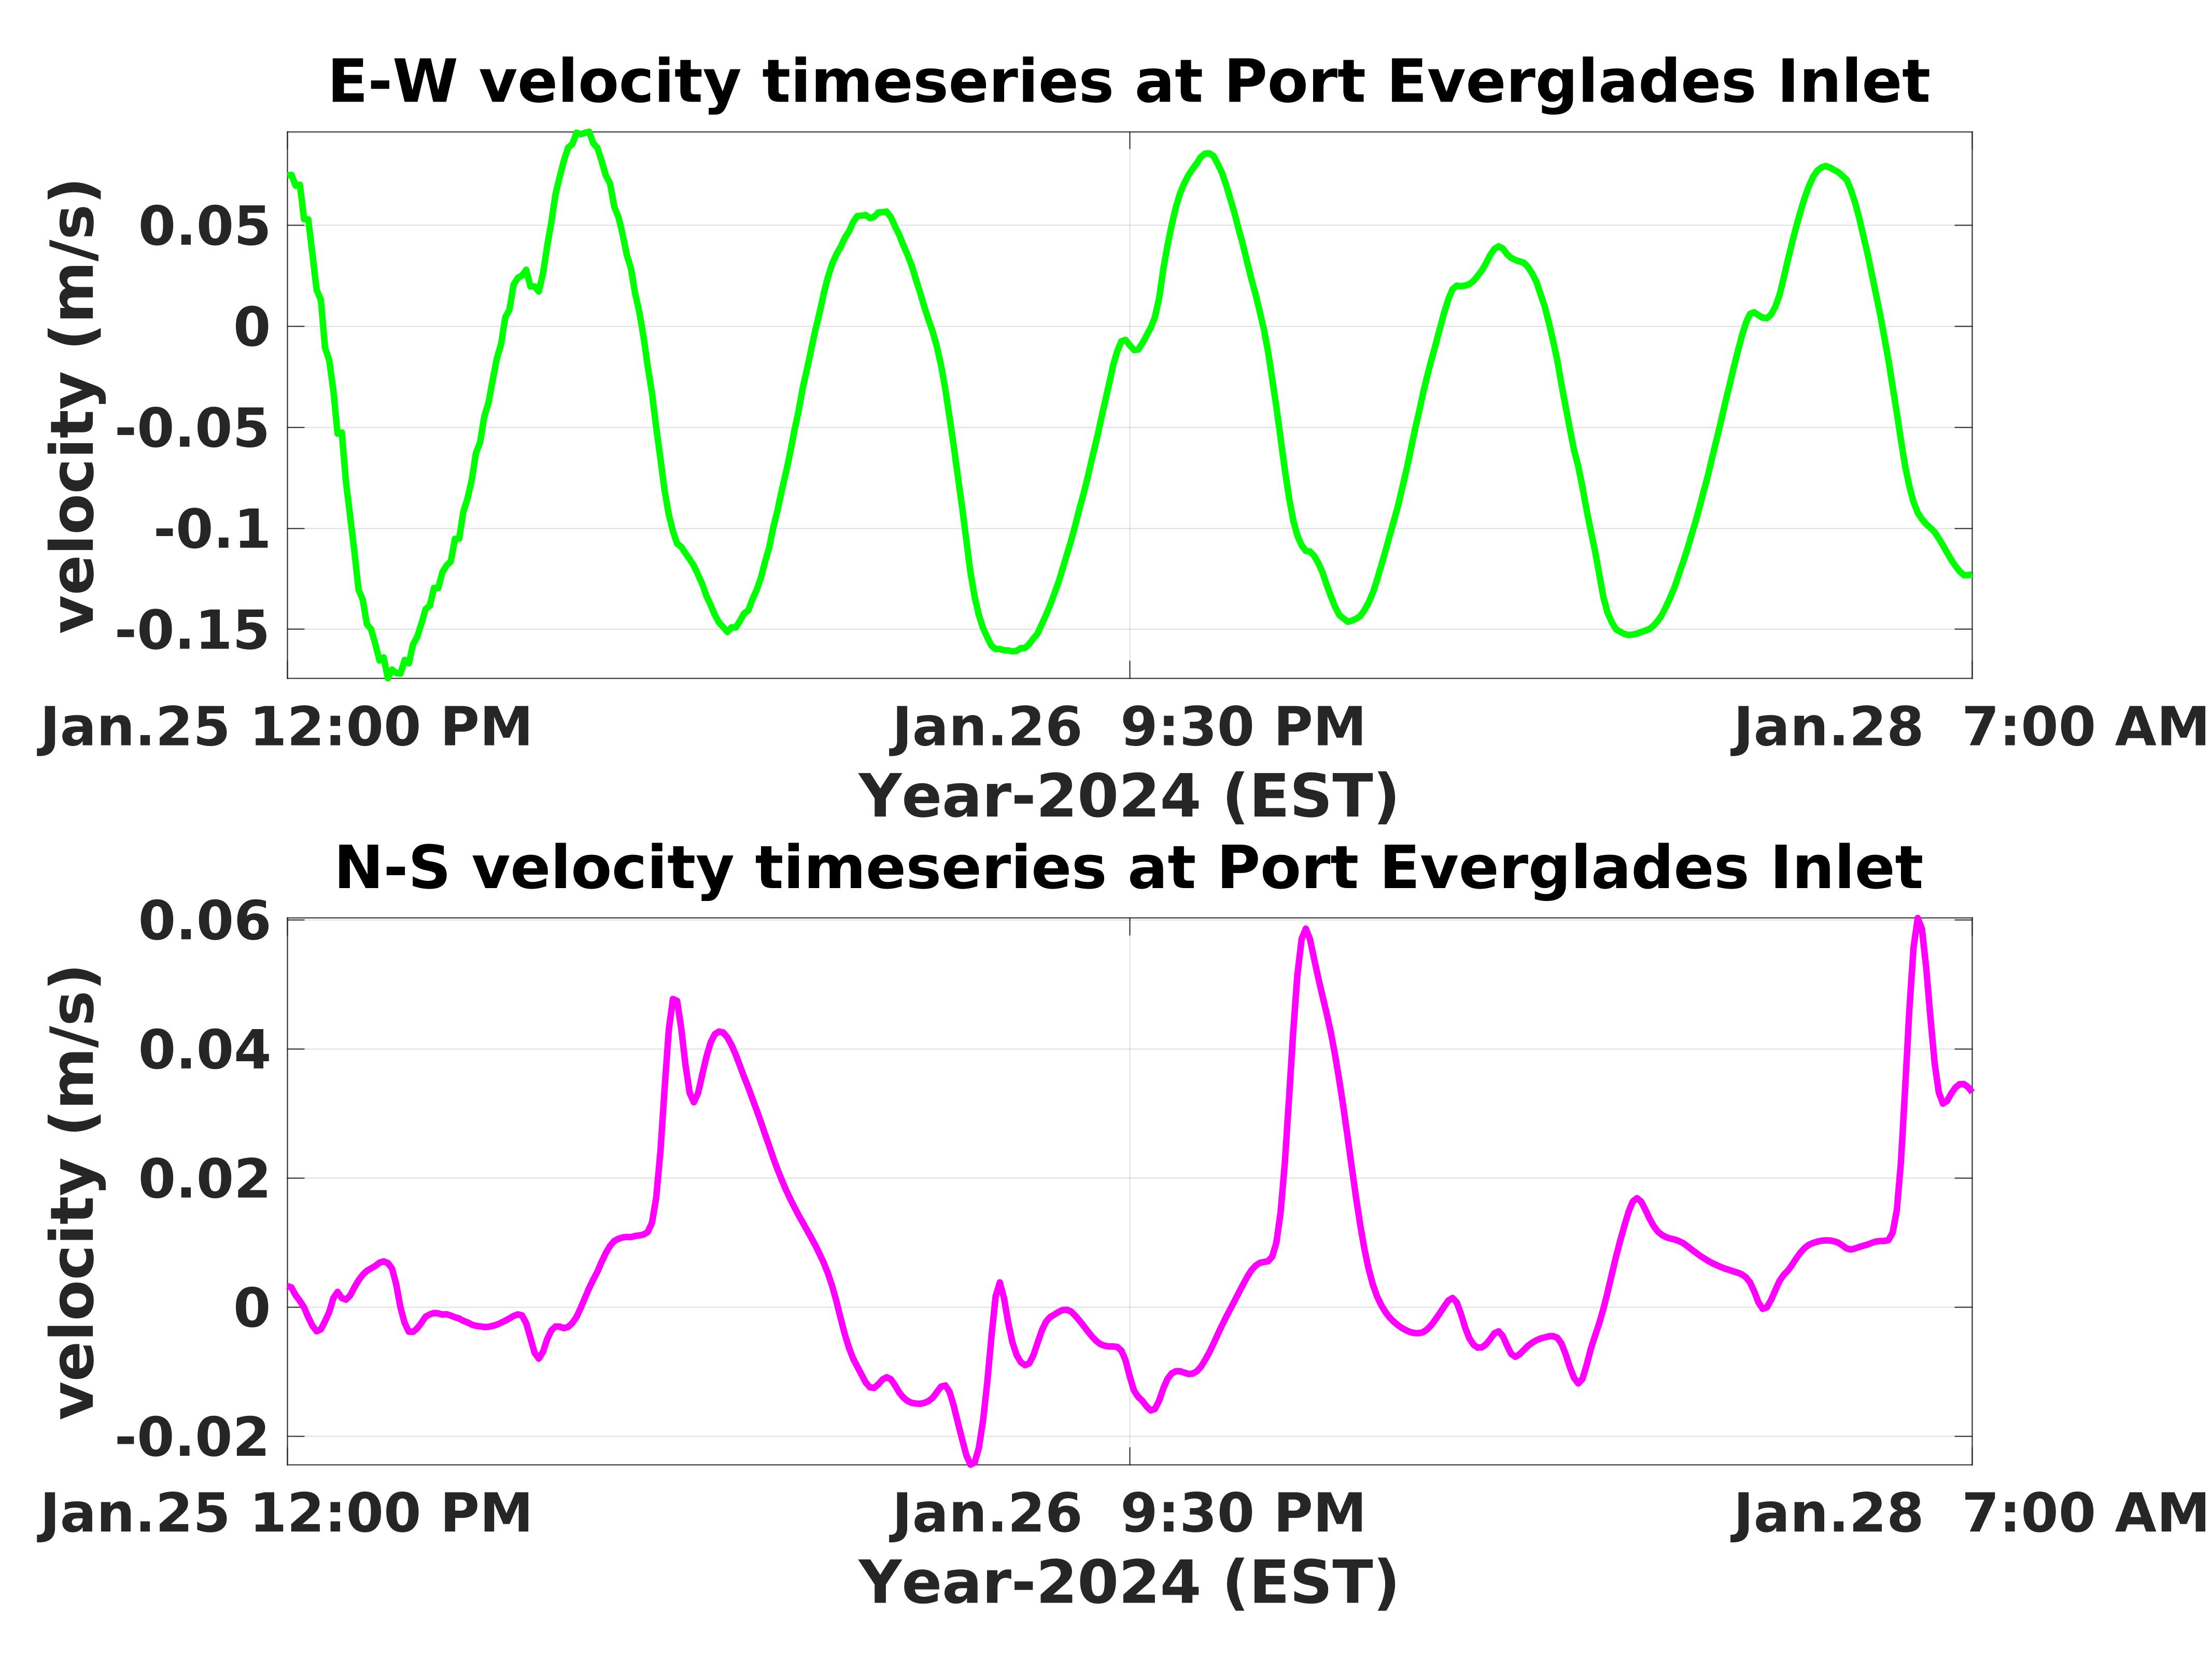 E-W velocity timeseries at Port Everglades Inlet
velocity (m/s)
0.05
0
-0.05
-0.1
-0.15
Jan.25 12:00 PM
Jan.26  9:30 PM
Jan.28  7:00 AM
Year-2024 (EST)
N-S velocity timeseries at Port Everglades Inlet
velocity (m/s)
0.06
0.04
0.02
0
-0.02
Jan.25 12:00 PM
Jan.26  9:30 PM
Jan.28  7:00 AM
Year-2024 (EST)